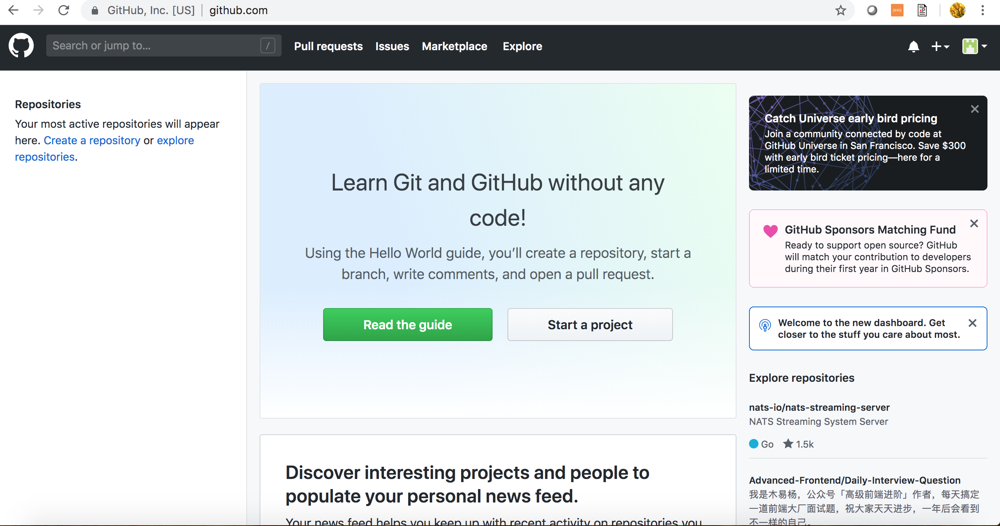 GitHub, Inc. [US] | github.com
pexip
xP
Search or jump to... /
Pull requests Issues Marketplace Explore
Repositories
Your most active repositories will appear
here. Create a repository or explore
repositories.
Learn Git and GitHub without any
code!
Using the Hello World guide, you’ll create a repository, start a
branch, write comments, and open a pull request.
Read the guide Start a project
Discover interesting projects and people to
populate your personal news feed.
Your news feed helps you keep up with recent activity on repositories you
Catch Universe early bird pricing
Join a community connected by code at
GitHub Universe in San Francisco. Save $300
with early bird ticket pricing—here for a
limited time.
GitHub Sponsors Matching Fund
Ready to support open source? GitHub
will match your contribution to developers
during their first year in GitHub Sponsors.
Welcome to the new dashboard. Get
closer to the stuff you care about most.
Explore repositories
nats-io/nats-streaming-server
NATS Streaming System Server
Go 1.5k
Advanced-Frontend/Daily-Interview-Question
我是木易杨，公众号「高级前端进阶」作者，每天搞定
一道前端大厂面试题，祝大家天天进步，一年后会看到
不一样的自己。